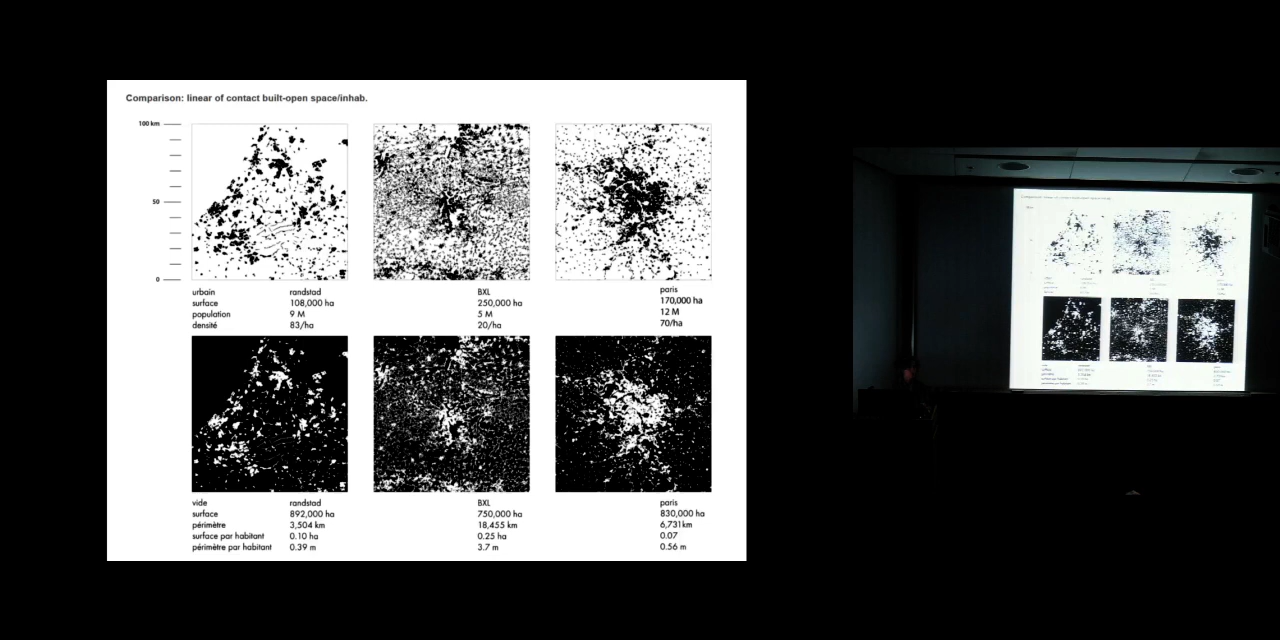 Comparison: linear of contact built-open space/inhab.
100 km
50
0
urbain randstad BXL paris
surface 108,000 ha 250,000 ha 170,000 ha
population 9 M 5 M 12 M
densité 83/ha 20/ha 70/ha
vide randstad BXL paris
surface 892,000 ha 750,000 ha 830,000 ha
périmètre 3,504 km 18,455 km 6,731km
surface par habitant 0.10 ha 0.25 ha 0.07
périmètre par habitant 0.39 m 3.7 m 0.56 m